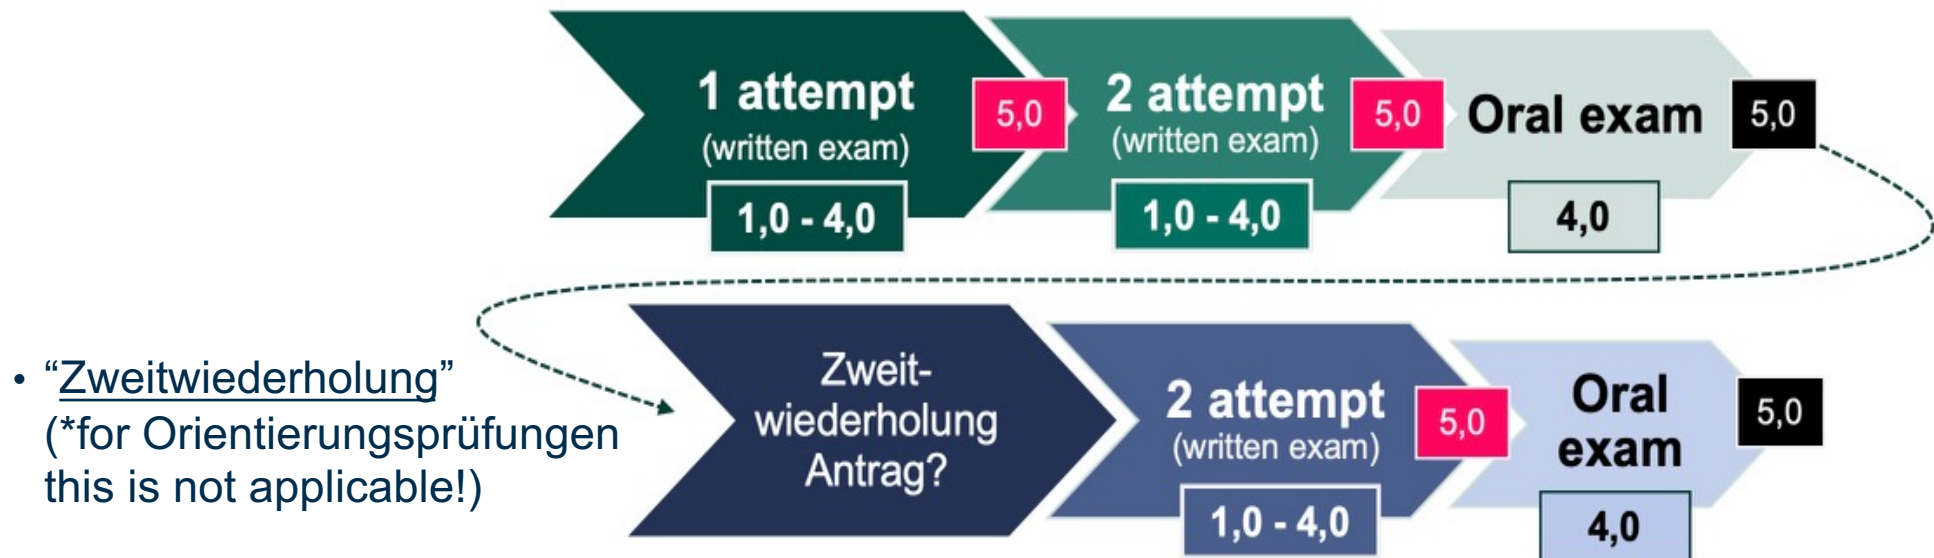 1 attempt
(written exam)
1,0 - 4,0
5,0
2 attempt
(written exam)
1,0 - 4,0
5,0
Oral exam
4,0
5,0
• “Zweitwiederholung”
(*for Orientierungsprüfungen
this is not applicable!)
Zweit-
wiederholung
Antrag?
2 attempt
(written exam)
1,0 - 4,0
5,0
Oral
exam
4,0
5,0